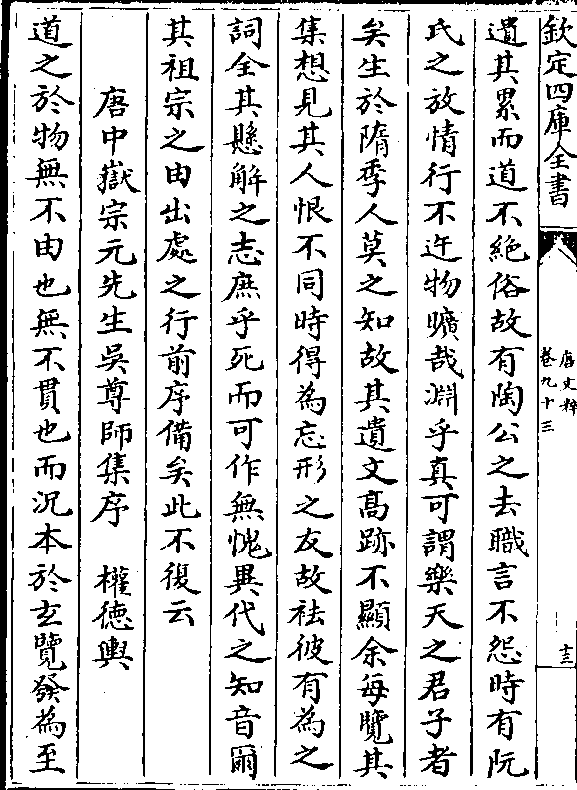 欽定四庫全書
唐文粹
卷九十三
十三
遺其累而道不絶俗故有陶公之去職言不怨時有阮
氏之放情行不迕物曠哉淵乎真可謂樂天之君子者
矣生於隋季人莫之知故其遺文髙跡不顯余每覽其
集想見其人恨不同時得為忘形之友故祛彼有為之
詞全其懸解之志庶乎死而可作無愧異代之知音爾
其祖宗之由出處之行前序備矣此不復云
唐中嶽宗元先生吳尊師集序　權德輿
道之於物無不由也無不貫也而況本於玄覽發為至